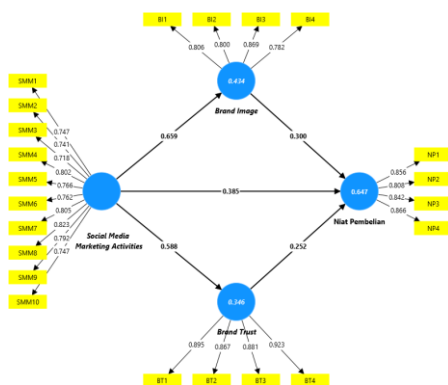 BI1 BI2 BI3 BI4
0.806 0.800 0.869 0.782
0.434
Brand Image
SMM1
SMM2
SMM3
SMM4
SMM5
SMM6
SMM7
SMM8
SMM9
SMM10
0.747
0.741
0.718
0.802
0.766
0.762
0.805
0.823
0.792
0.747
Social Media
Marketing Activities
0.659
0.385
0.588
0.300
0.252
0.647
Niat Pembelian
0.856
0.808
0.842
0.866
NP1
NP2
NP3
NP4
0.346
Brand Trust
0.895 0.867 0.881 0.923
BT1 BT2 BT3 BT4